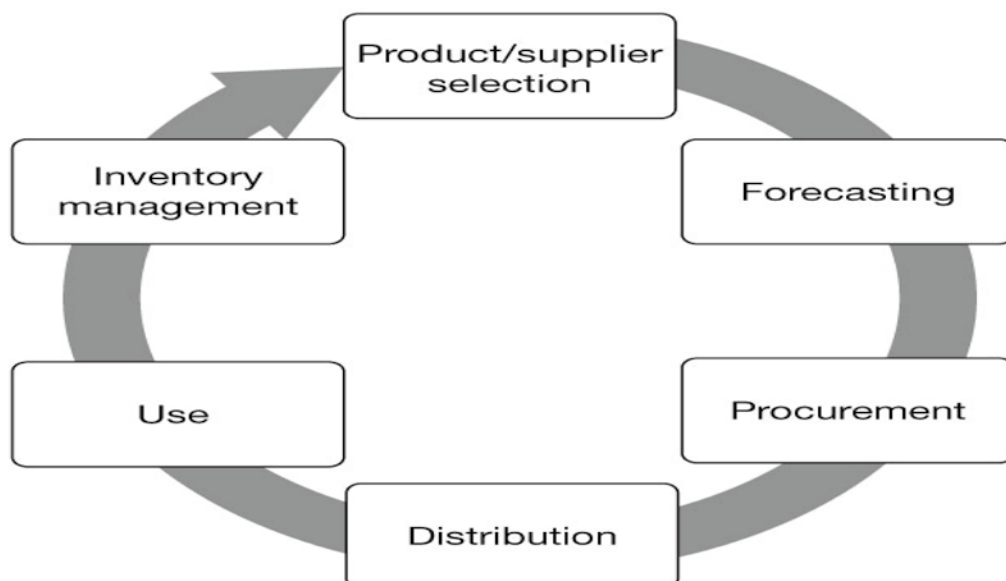 Product/supplier
selection
Forecasting
Procurement
Distribution
Use
Inventory
management